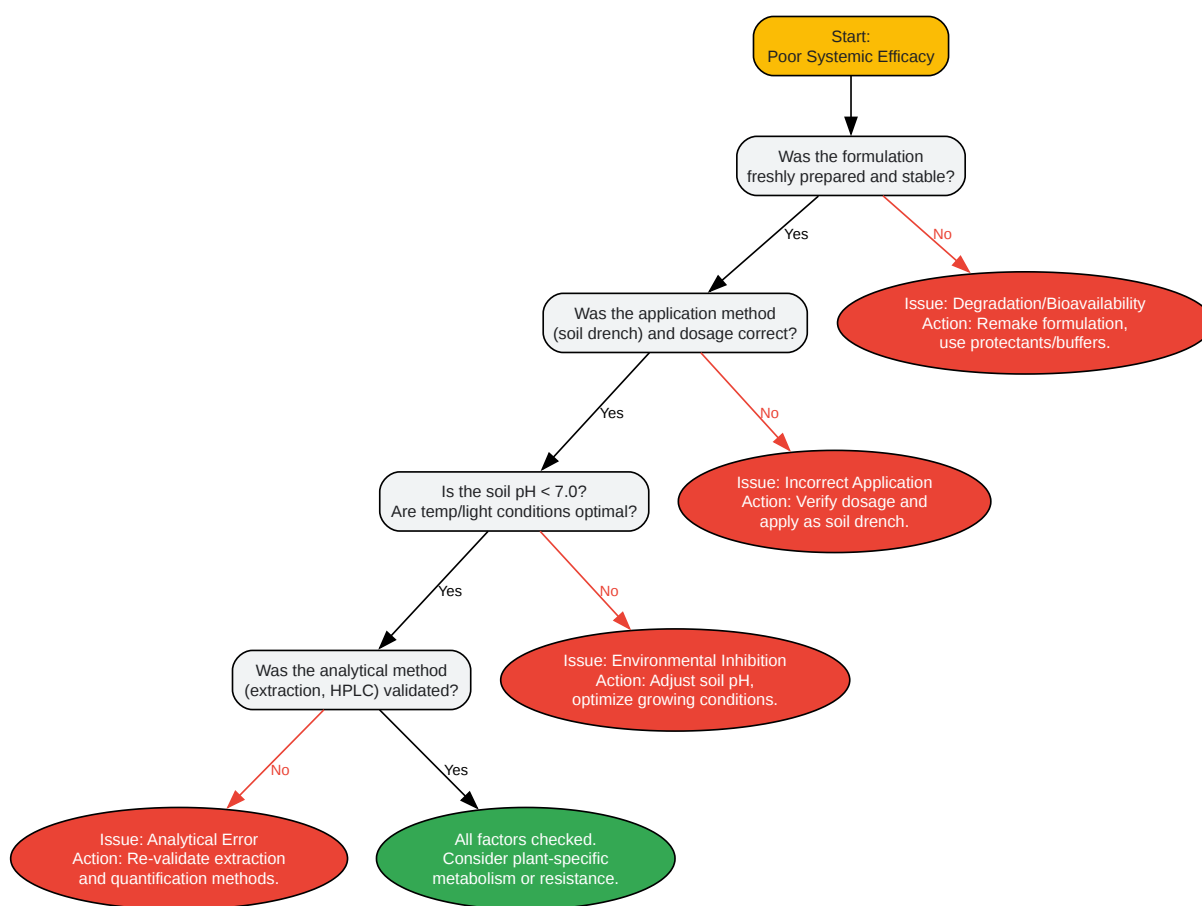 Start:
Poor Systemic Efficacy
Was the formulation
freshly prepared and stable?
Yes
No
Issue: Degradation/Bioavailability
Action: Remake formulation,
use protectants/buffers.
Was the application method
(soil drench) and dosage correct?
Yes
No
Issue: Incorrect Application
Action: Verify dosage and
apply as soil drench.
Is the soil pH < 7.0?
Are temp/light conditions optimal?
Yes
No
Issue: Environmental Inhibition
Action: Adjust soil pH,
optimize growing conditions.
Was the analytical method
(extraction, HPLC) validated?
No
Yes
Issue: Analytical Error
Action: Re-validate extraction
and quantification methods.
All factors checked.
Consider plant-specific
metabolism or resistance.